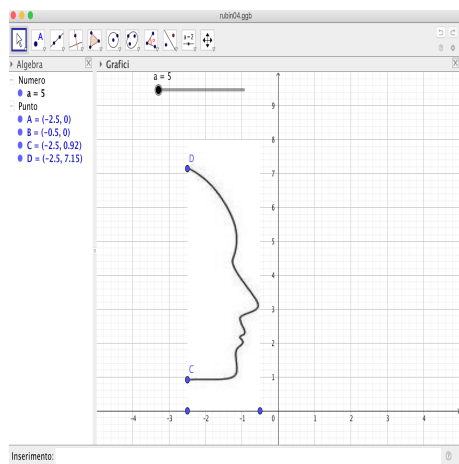 rubin04.ggb
A
a=2
Algebra
Grafici
Numero
a = 5
Punto
A = (-2.5, 0)
B = (-0.5, 0)
C = (-2.5, 0.92)
D = (-2.5, 7.15)
a = 5
9
8
7
6
5
4
3
2
1
D
C
-4 -3 -2 -1 0 1 2 3 4
Inserimento: